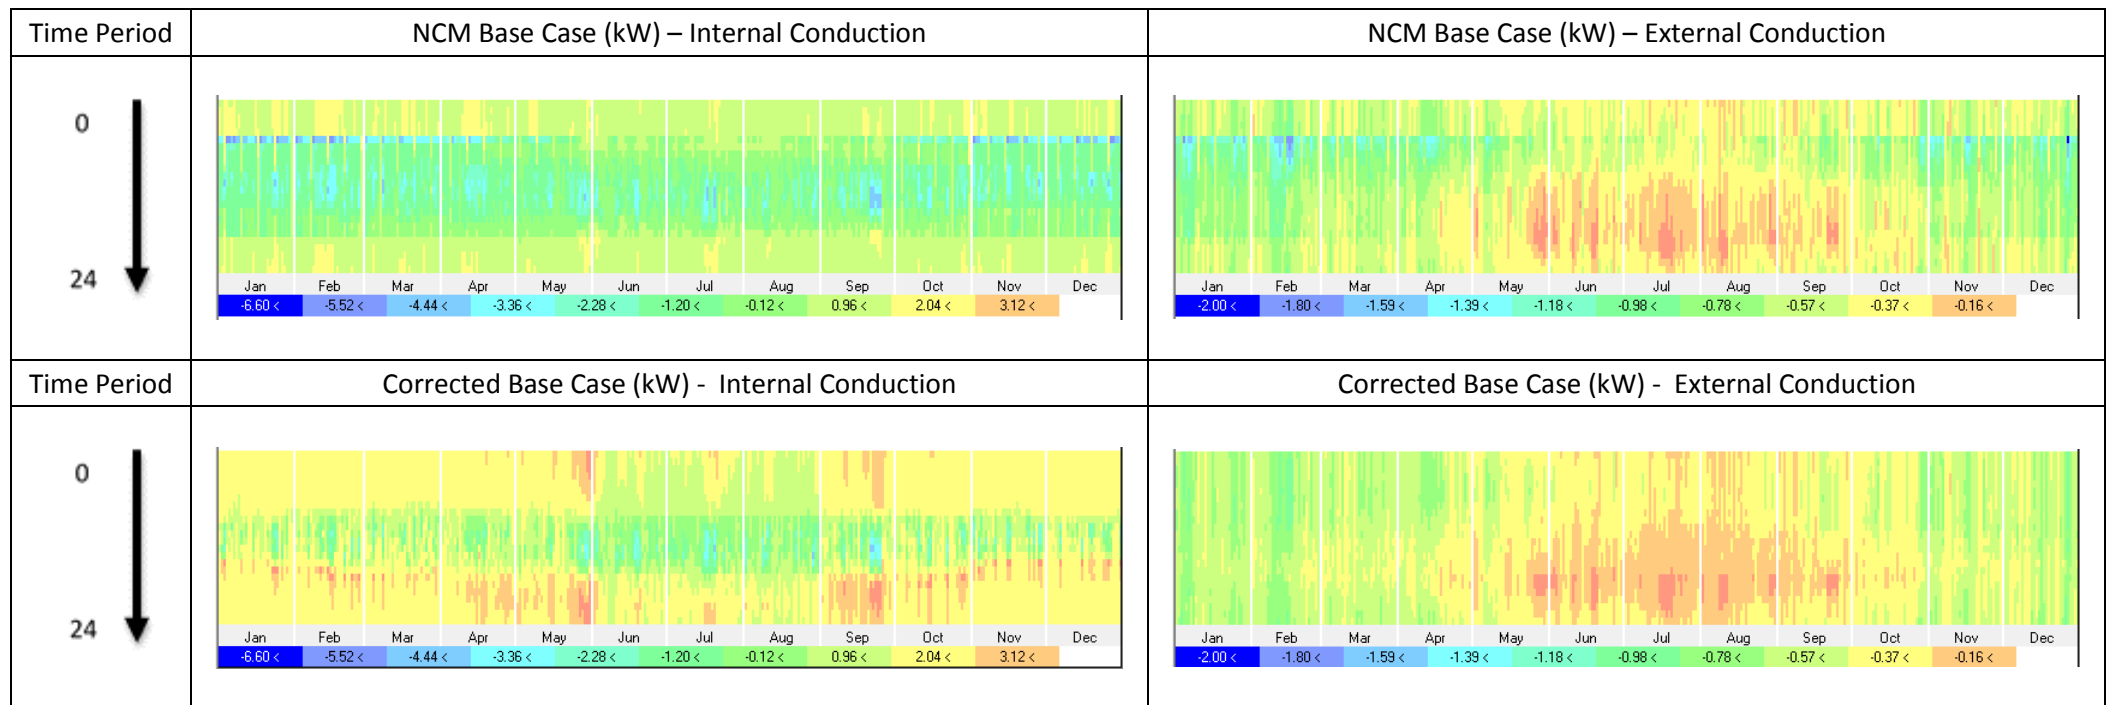 Time Period NCM Base Case (kW) – Internal Conduction NCM Base Case (kW) – External Conduction
0
24
Jan Feb Mar Apr May Jun Jul Aug Sep Oct Nov Dec
-6.60 < -5.52 < -4.44 < -3.36 < -2.28 < -1.20 < -0.12 < 0.96 < 2.04 < 3.12 <
Jan Feb Mar Apr May Jun Jul Aug Sep Oct Nov Dec
-2.00 < -1.80 < -1.59 < -1.39 < -1.18 < -0.98 < -0.78 < -0.57 < -0.37 < -0.16 <
Time Period Corrected Base Case (kW) - Internal Conduction Corrected Base Case (kW) - External Conduction
0
24
Jan Feb Mar Apr May Jun Jul Aug Sep Oct Nov Dec
-6.60 < -5.52 < -4.44 < -3.36 < -2.28 < -1.20 < -0.12 < 0.96 < 2.04 < 3.12 <
Jan Feb Mar Apr May Jun Jul Aug Sep Oct Nov Dec
-2.00 < -1.80 < -1.59 < -1.39 < -1.18 < -0.98 < -0.78 < -0.57 < -0.37 < -0.16 <